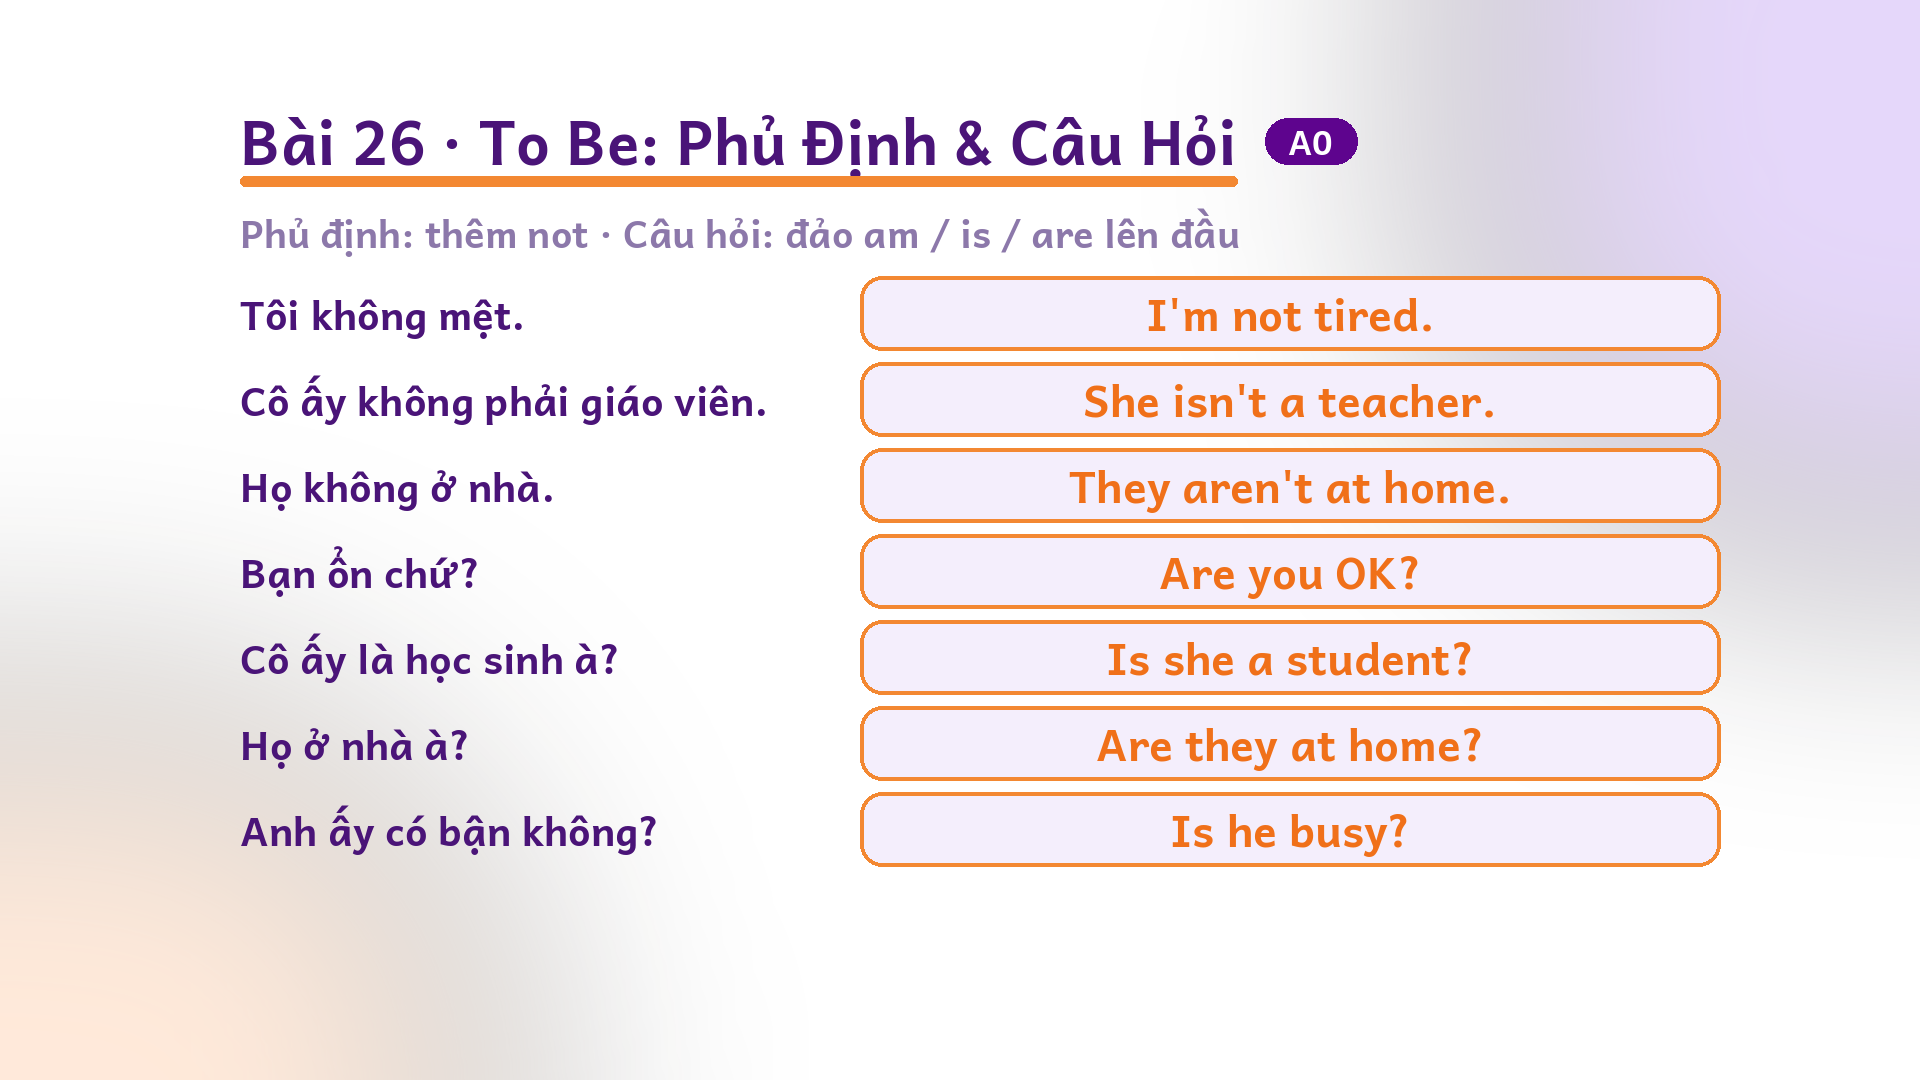 Bài 26 · To Be: Phủ Định & Câu Hỏi A0
Phủ định: thêm not · Câu hỏi: đảo am / is / are lên đầu
Tôi không mệt. I'm not tired.
Cô ấy không phải giáo viên. She isn't a teacher.
Họ không ở nhà. They aren't at home.
Bạn ổn chứ? Are you OK?
Cô ấy là học sinh à? Is she a student?
Họ ở nhà à? Are they at home?
Anh ấy có bận không? Is he busy?